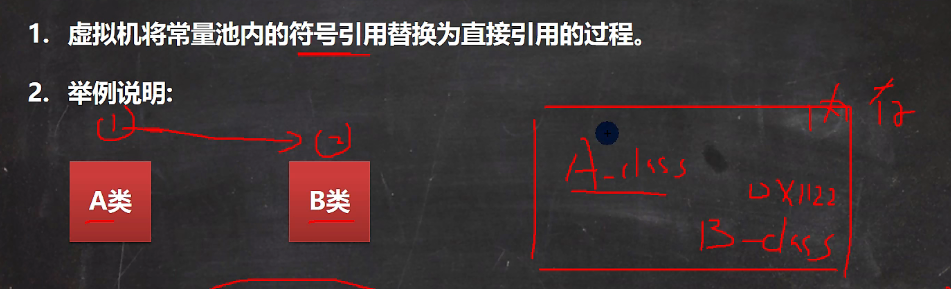 1. 虚拟机将常量池内的符号引用替换为直接引用的过程。
2. 举例说明:
① ②
内存
A类 B类
A_class
0X1122
B_class